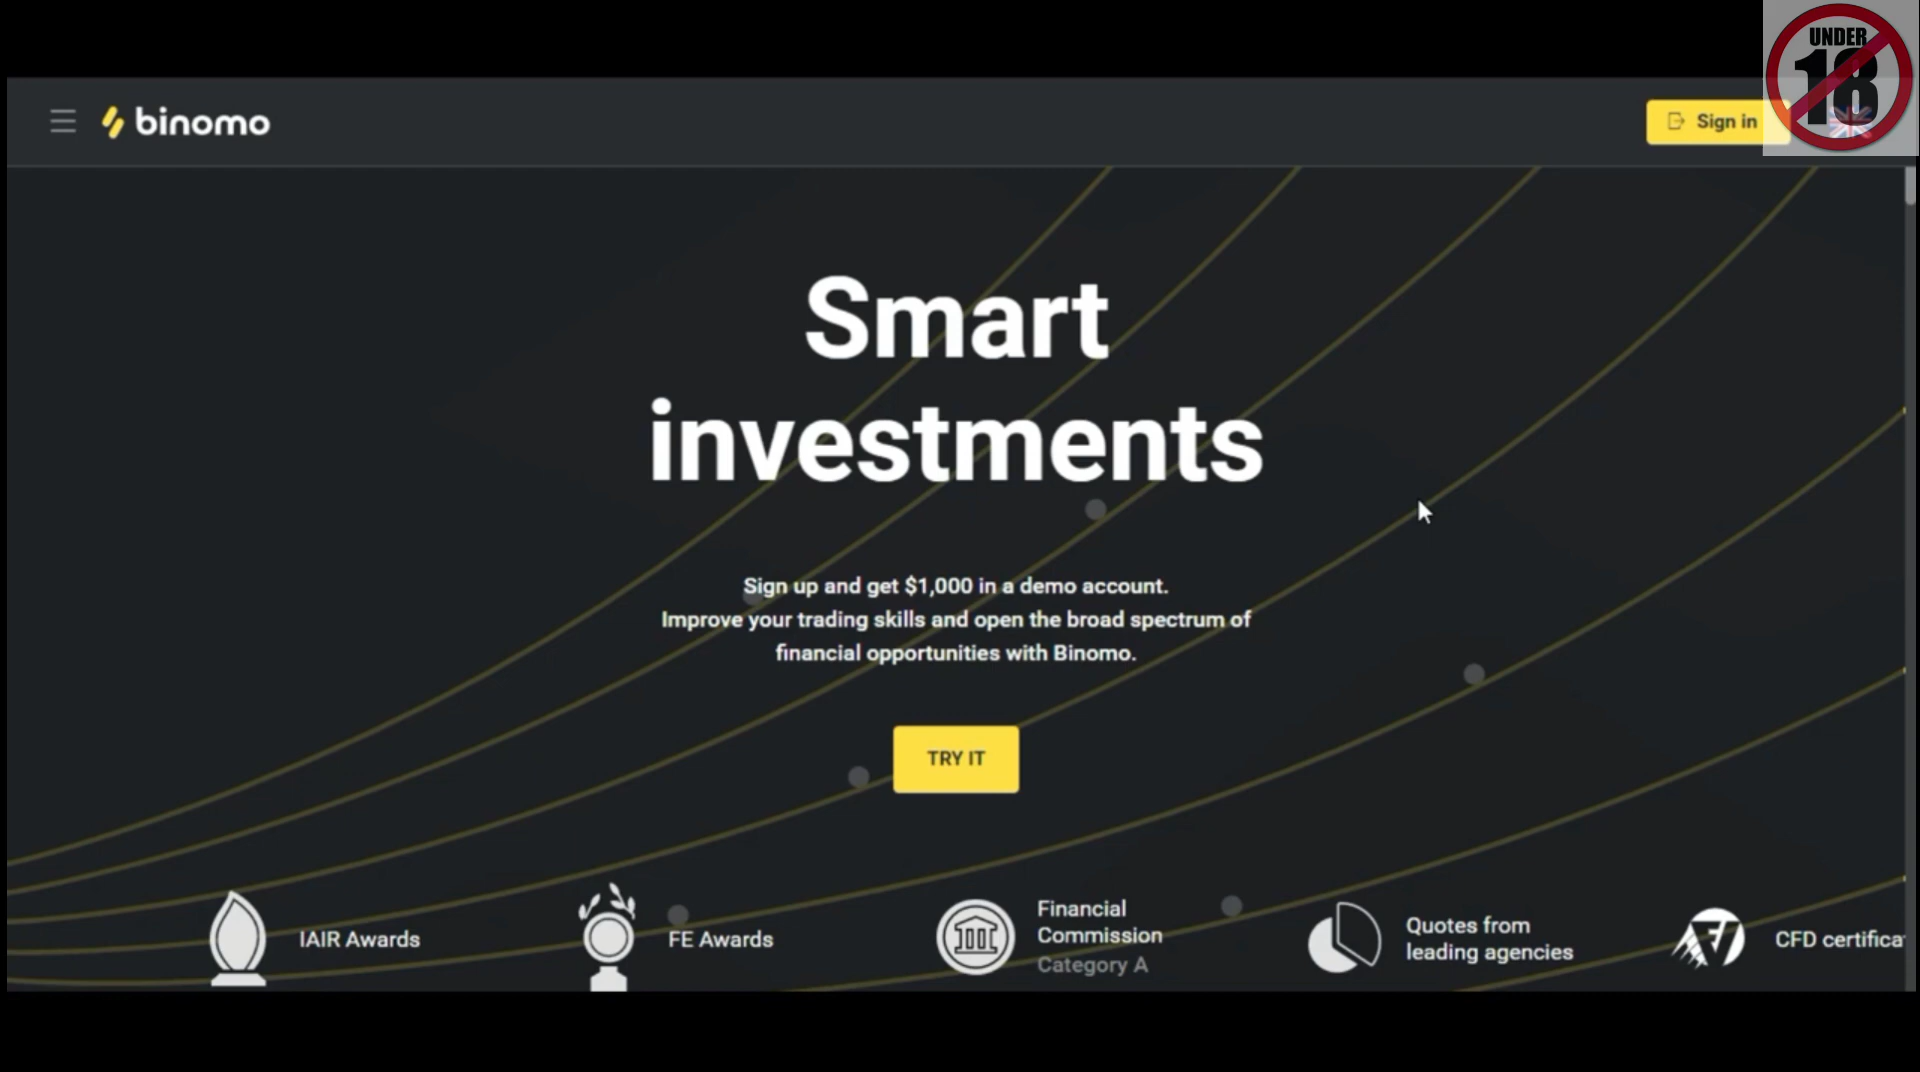 UNDER
18
binomo
Sign in
Smart
investments
Sign up and get $1,000 in a demo account.
Improve your trading skills and open the broad spectrum of
financial opportunities with Binomo.
TRY IT
IAIR Awards
FE Awards
Financial
Commission
Category A
Quotes from
leading agencies
CFD